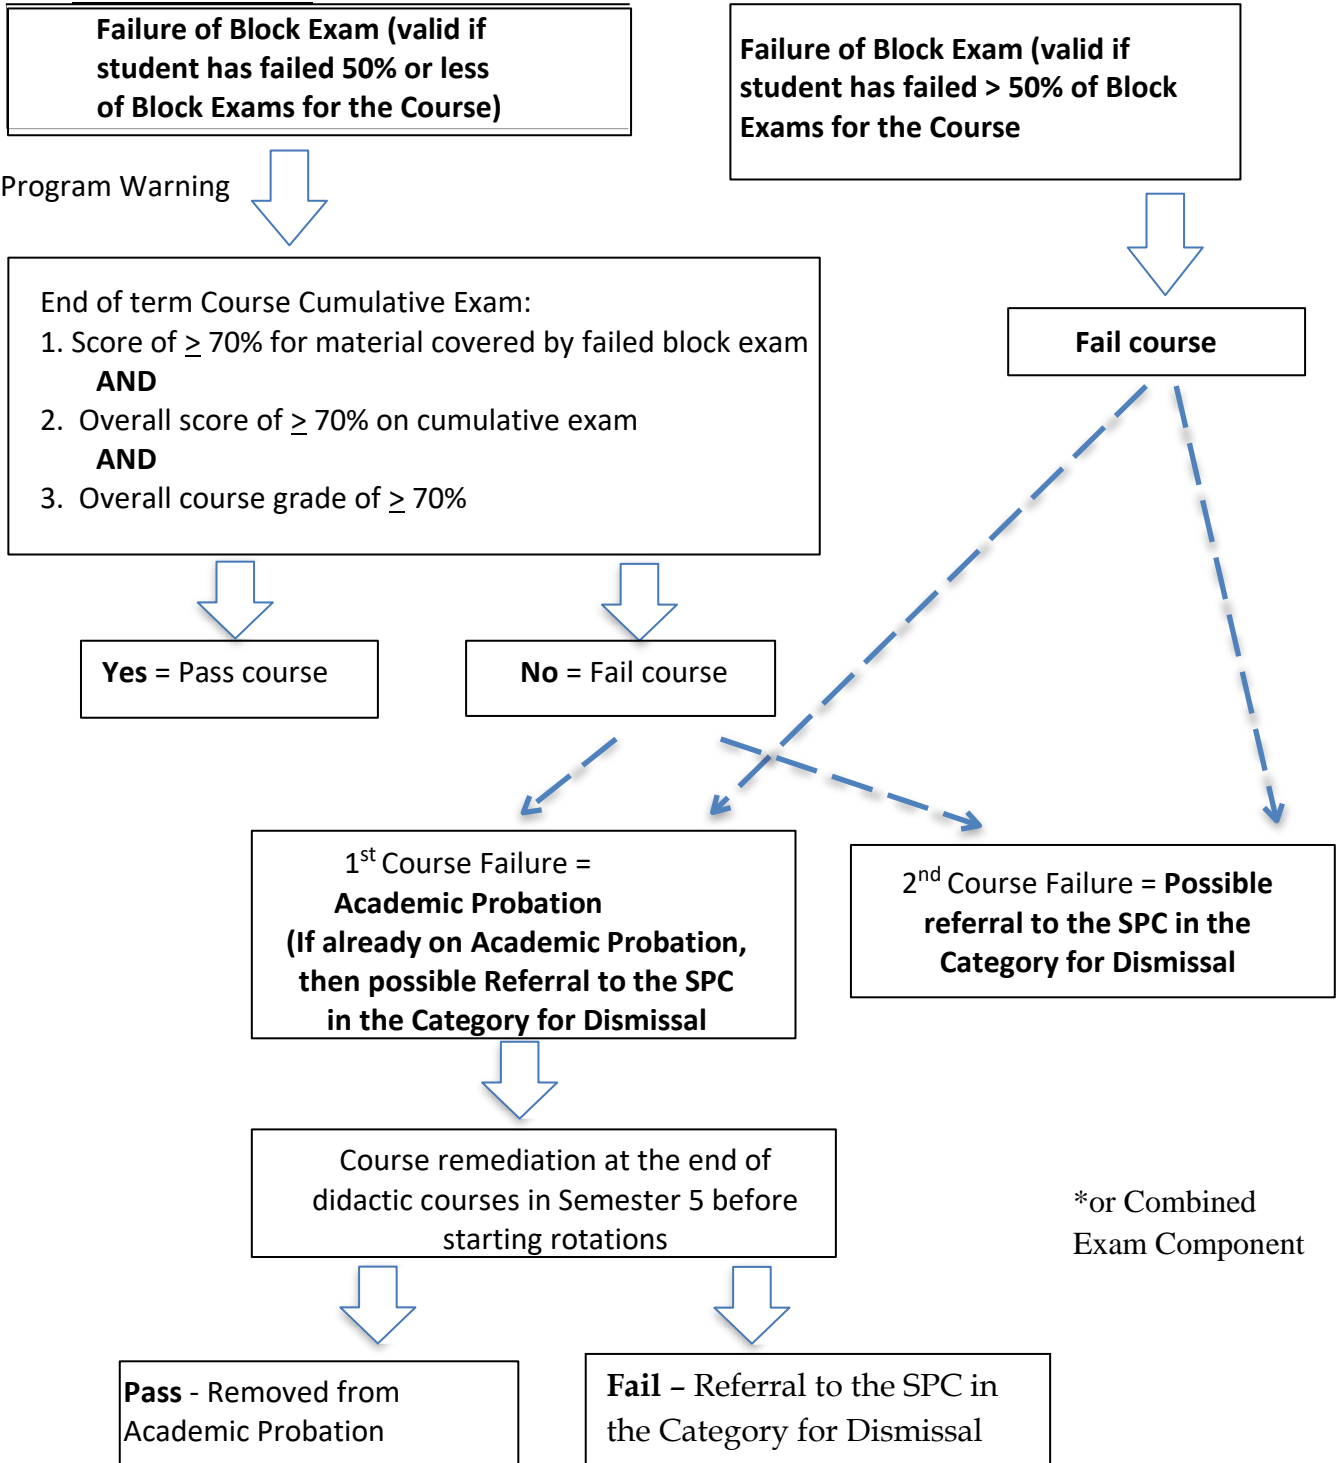 Failure of Block Exam (valid if
student has failed 50% or less
of Block Exams for the Course)
Failure of Block Exam (valid if
student has failed > 50% of Block
Exams for the Course
Program Warning
End of term Course Cumulative Exam:
1. Score of ≥ 70% for material covered by failed block exam
AND
2. Overall score of ≥ 70% on cumulative exam
AND
3. Overall course grade of ≥ 70%
Fail course
Yes = Pass course
No = Fail course
1st Course Failure =
Academic Probation
(If already on Academic Probation,
then possible Referral to the SPC
in the Category for Dismissal
2nd Course Failure = Possible
referral to the SPC in the
Category for Dismissal
Course remediation at the end of
didactic courses in Semester 5 before
starting rotations
*or Combined
Exam Component
Pass - Removed from
Academic Probation
Fail – Referral to the SPC in
the Category for Dismissal